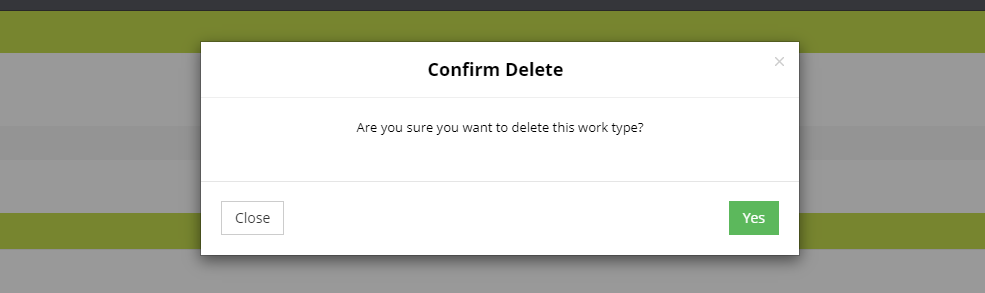 Confirm Delete
×
Are you sure you want to delete this work type?
Close
Yes